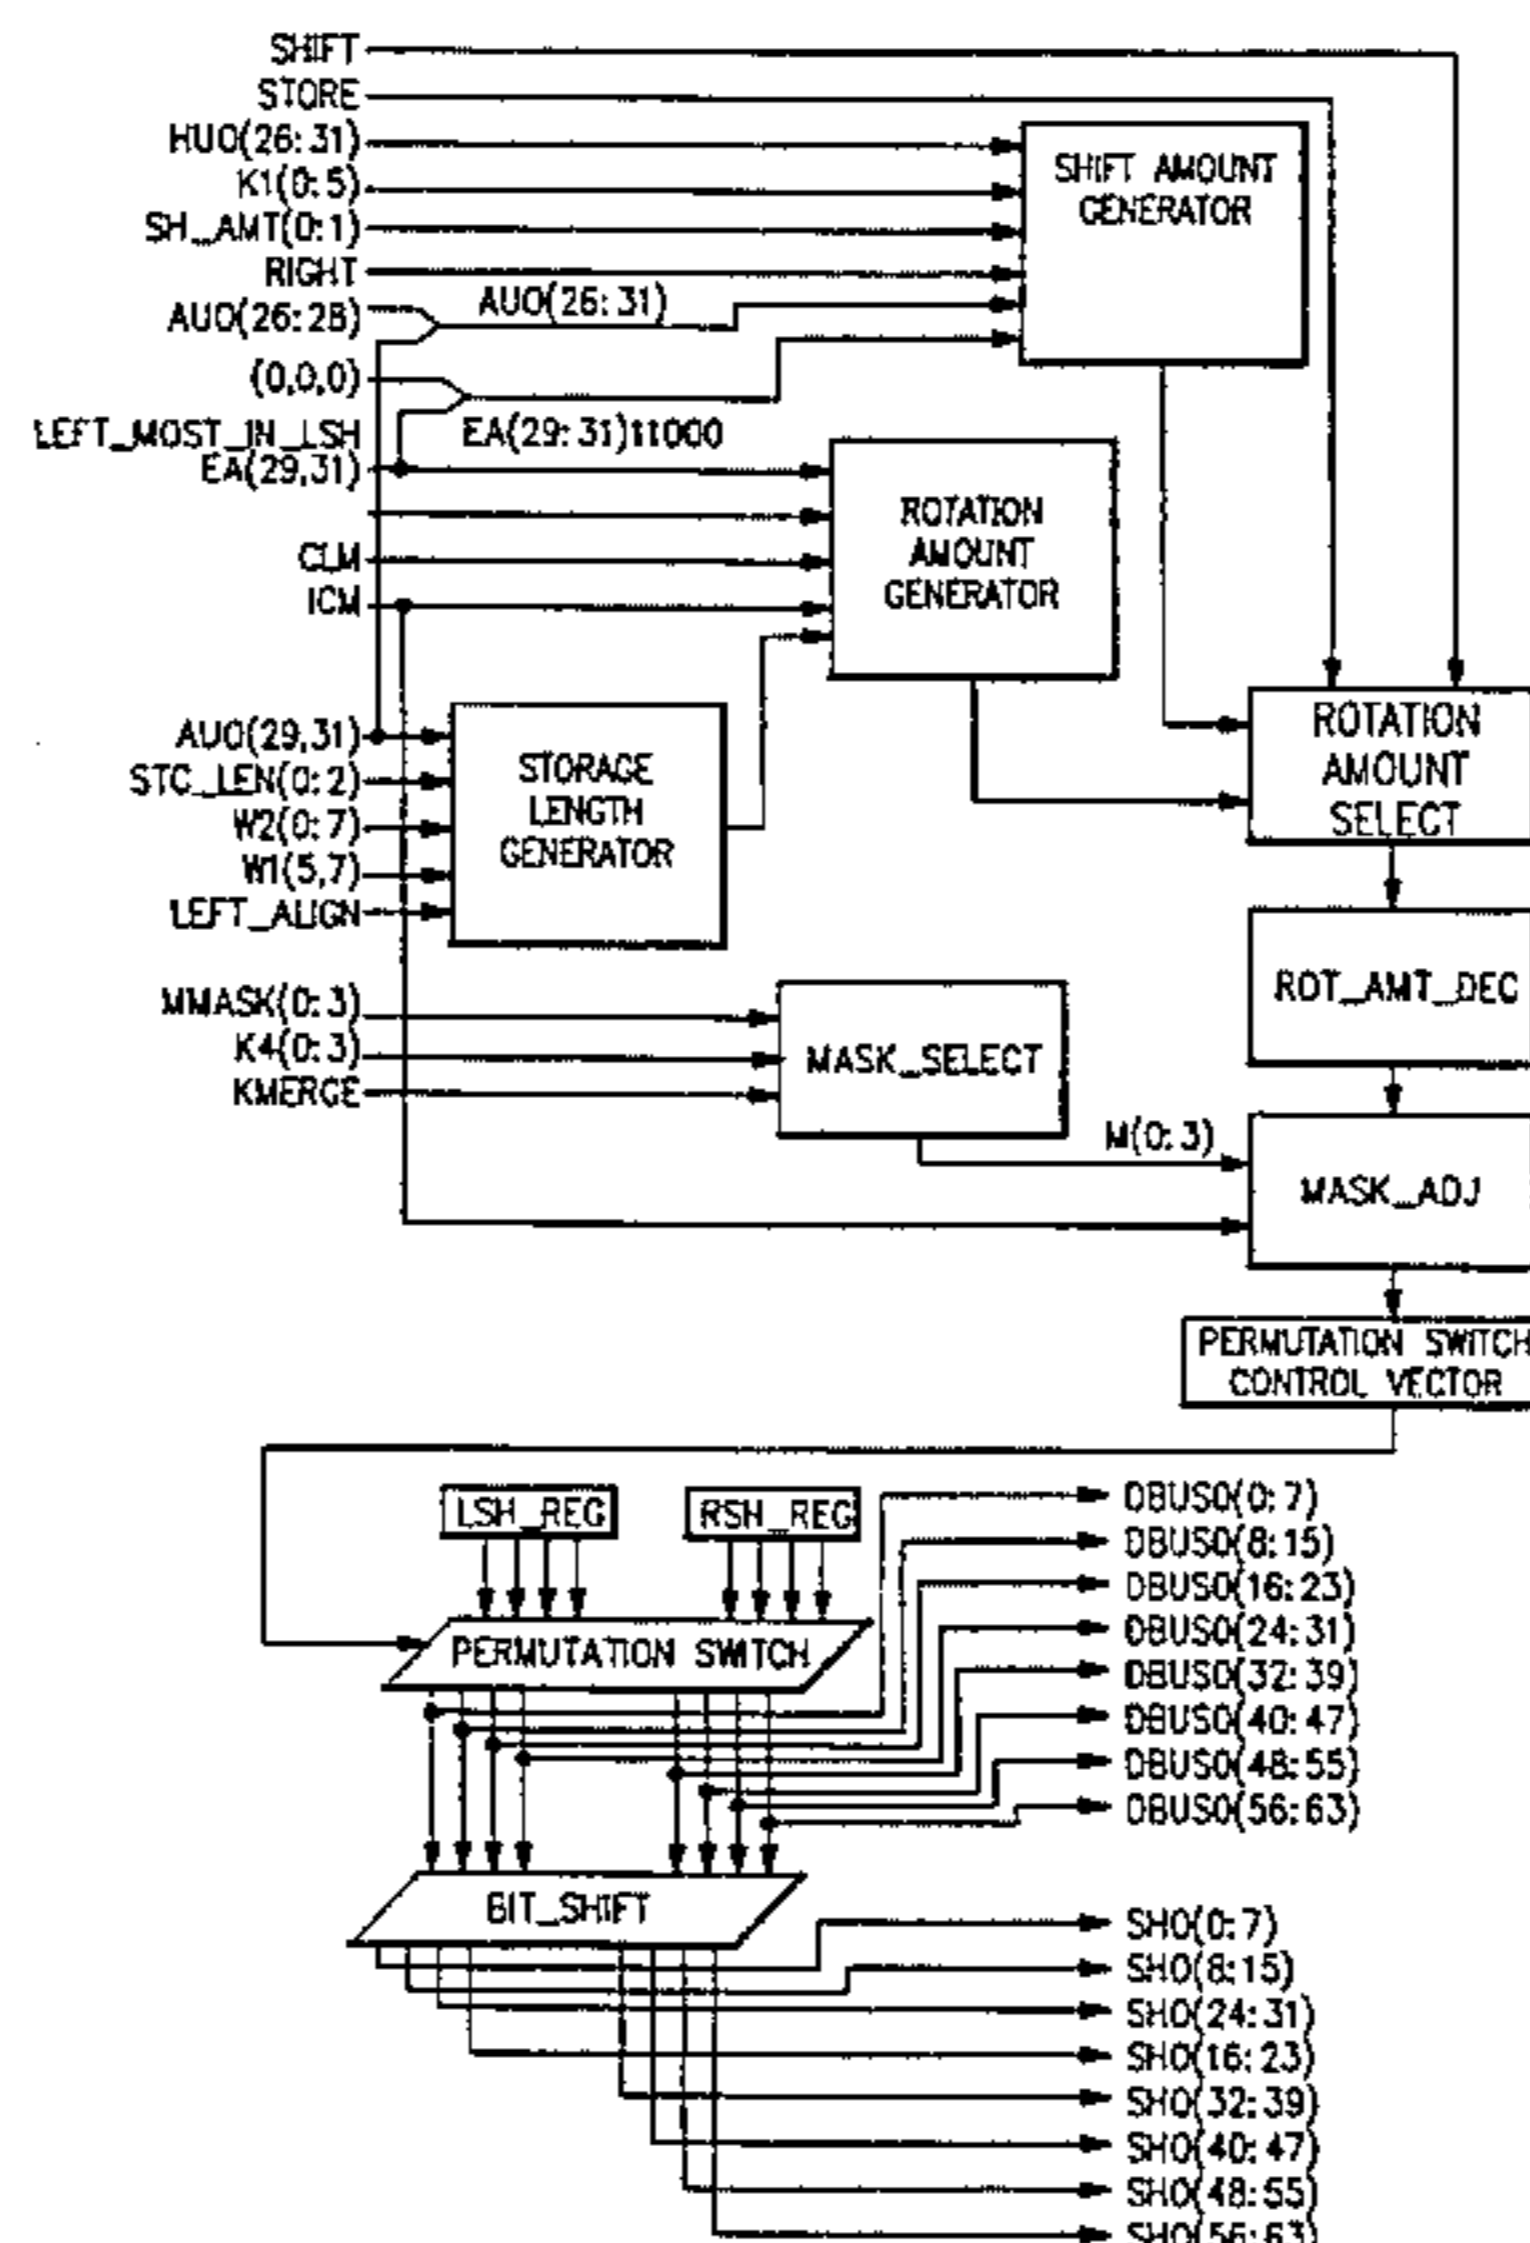 SHIFT
STORE
HUO(26:31)
K1(0:5)
SH_AMT(0:1)
RIGHT
AUO(26:28)
AUO(26:31)
(0,0,0)
LEFT_MOST_IN_LSH
EA(29,31)
EA(29:31)11000
CLM
ICM
SHIFT AMOUNT
GENERATOR
ROTATION
AMOUNT
GENERATOR
AUO(29,31)
STC_LEN(0:2)
W2(0:7)
W1(5,7)
LEFT_ALIGN
STORAGE
LENGTH
GENERATOR
ROTATION
AMOUNT
SELECT
ROT_AMT_DEC
MMASK(0:3)
K4(0:3)
KMERGE
MASK_SELECT
M(0:3)
MASK_ADJ
PERMUTATION SWITCH
CONTROL VECTOR
LSH_REG
RSH_REG
PERMUTATION SWITCH
DBUSO(0:7)
DBUSO(8:15)
DBUSO(16:23)
DBUSO(24:31)
DBUSO(32:39)
DBUSO(40:47)
DBUSO(48:55)
DBUSO(56:63)
BIT_SHIFT
SHO(0:7)
SHO(8:15)
SHO(24:31)
SHO(16:23)
SHO(32:39)
SHO(40:47)
SHO(48:55)
SHO(56:63)